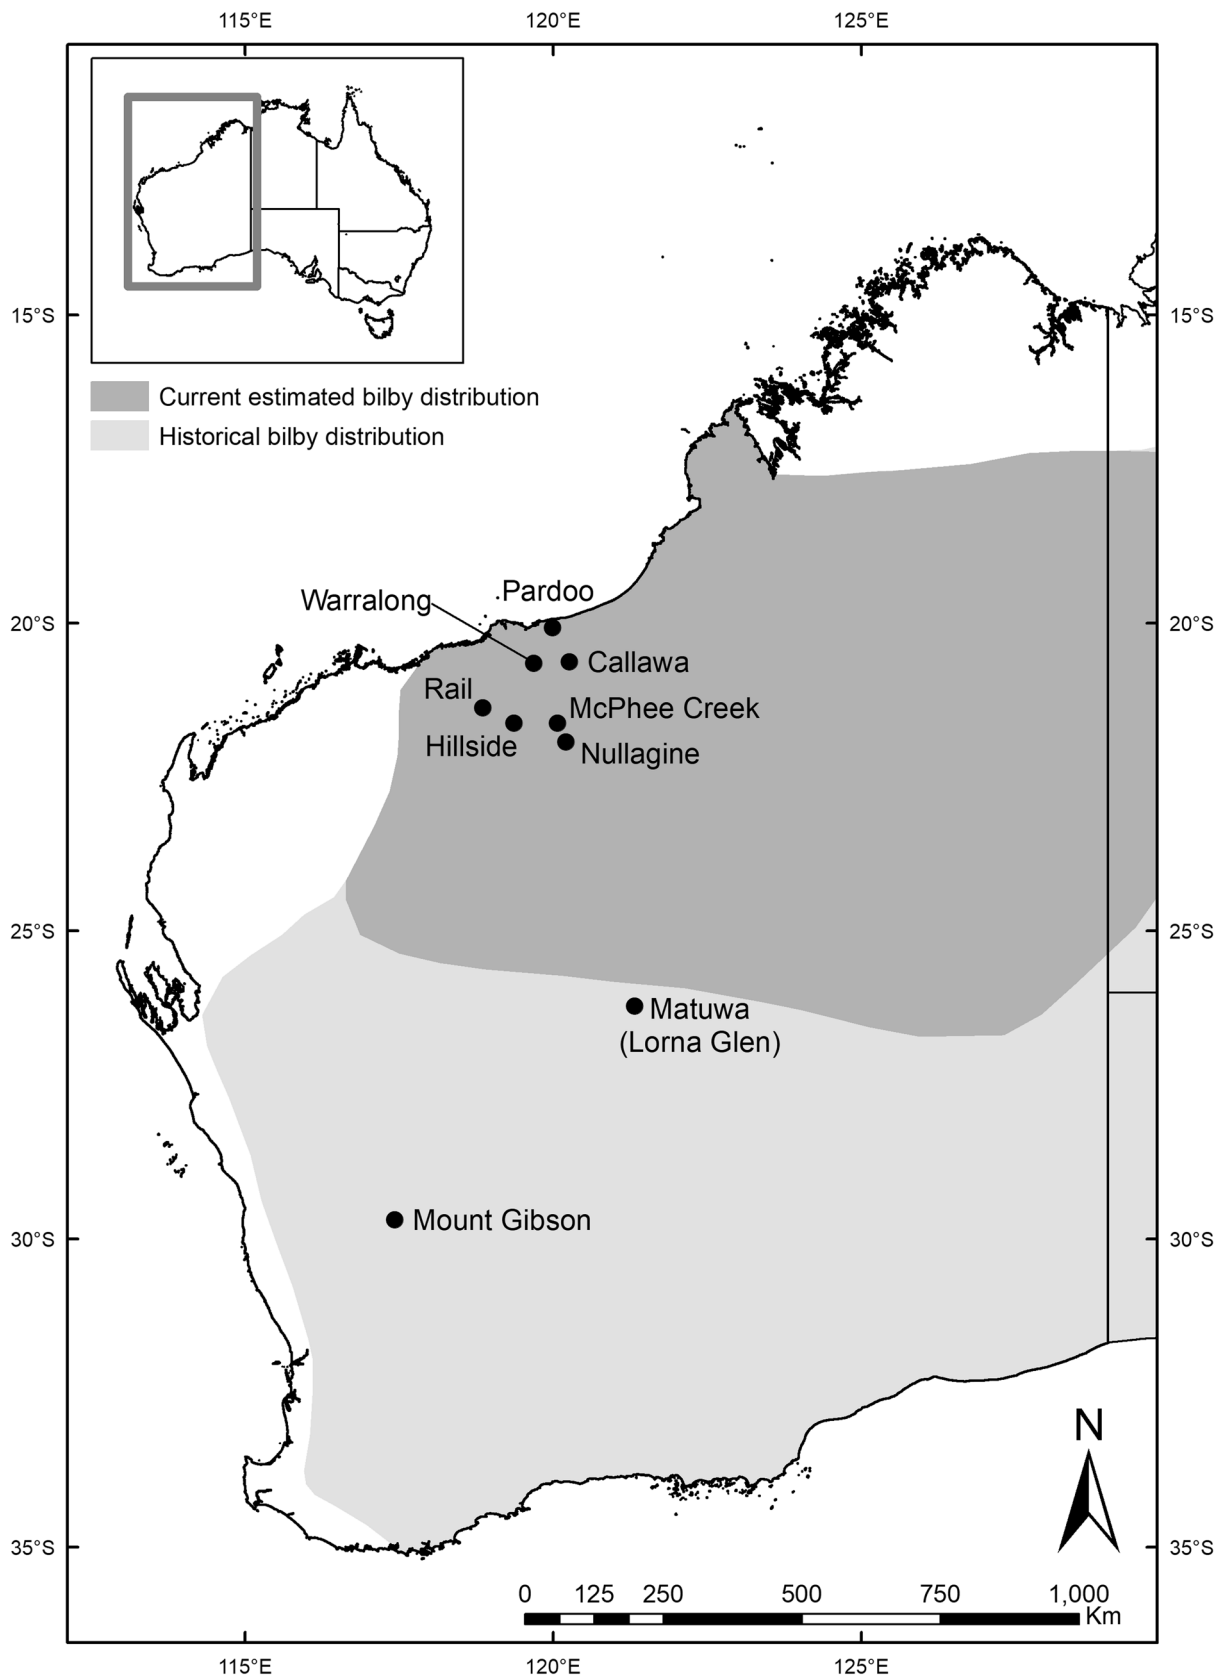 115°E 120°E 125°E
Current estimated bilby distribution
Historical bilby distribution
15°S 15°S
Pardoo
Warralong
20°S 20°S
Callawa
Rail
McPhee Creek
Hillside
Nullagine
25°S 25°S
Matuwa
(Lorna Glen)
Mount Gibson
30°S 30°S
N
35°S 35°S
0 125 250 500 750 1,000
Km
115°E 120°E 125°E